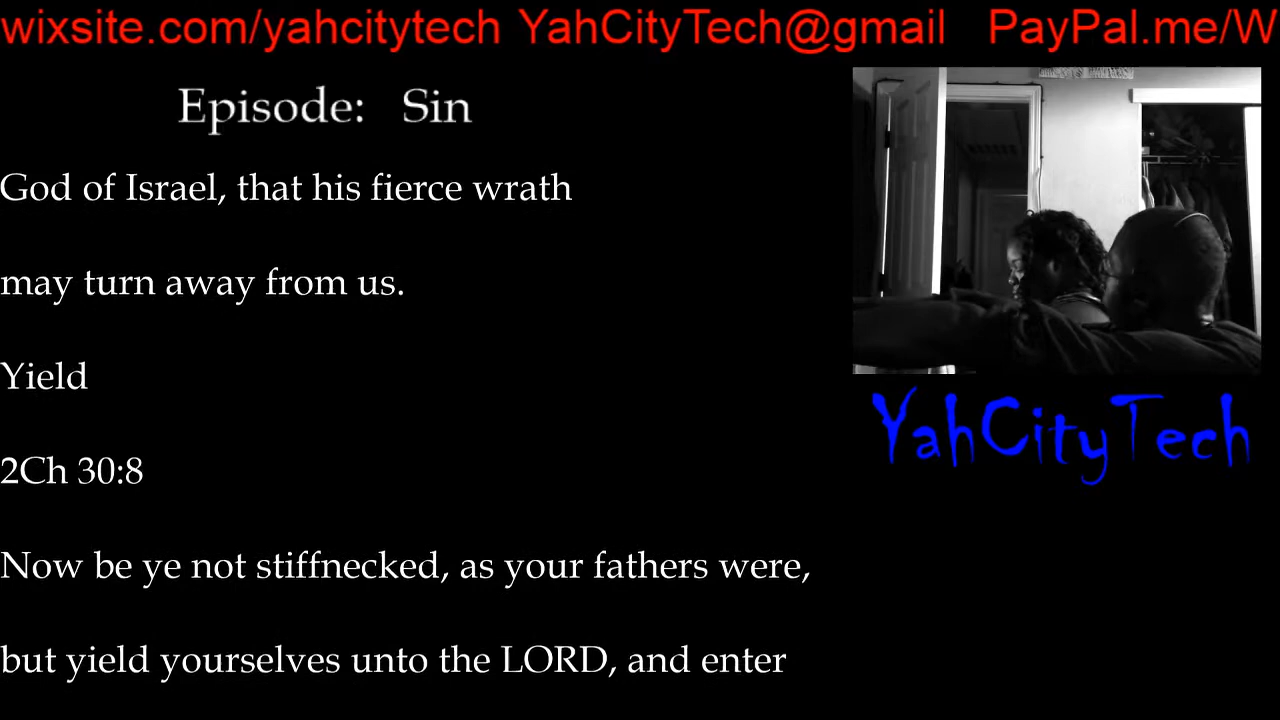 wixsite.com/yahcitytech YahCityTech@gmail PayPal.me/W
Episode: Sin
God of Israel, that his fierce wrath
may turn away from us.
Yield
2Ch 30:8
Now be ye not stiffnecked, as your fathers were,
but yield yourselves unto the LORD, and enter
YahCityTech